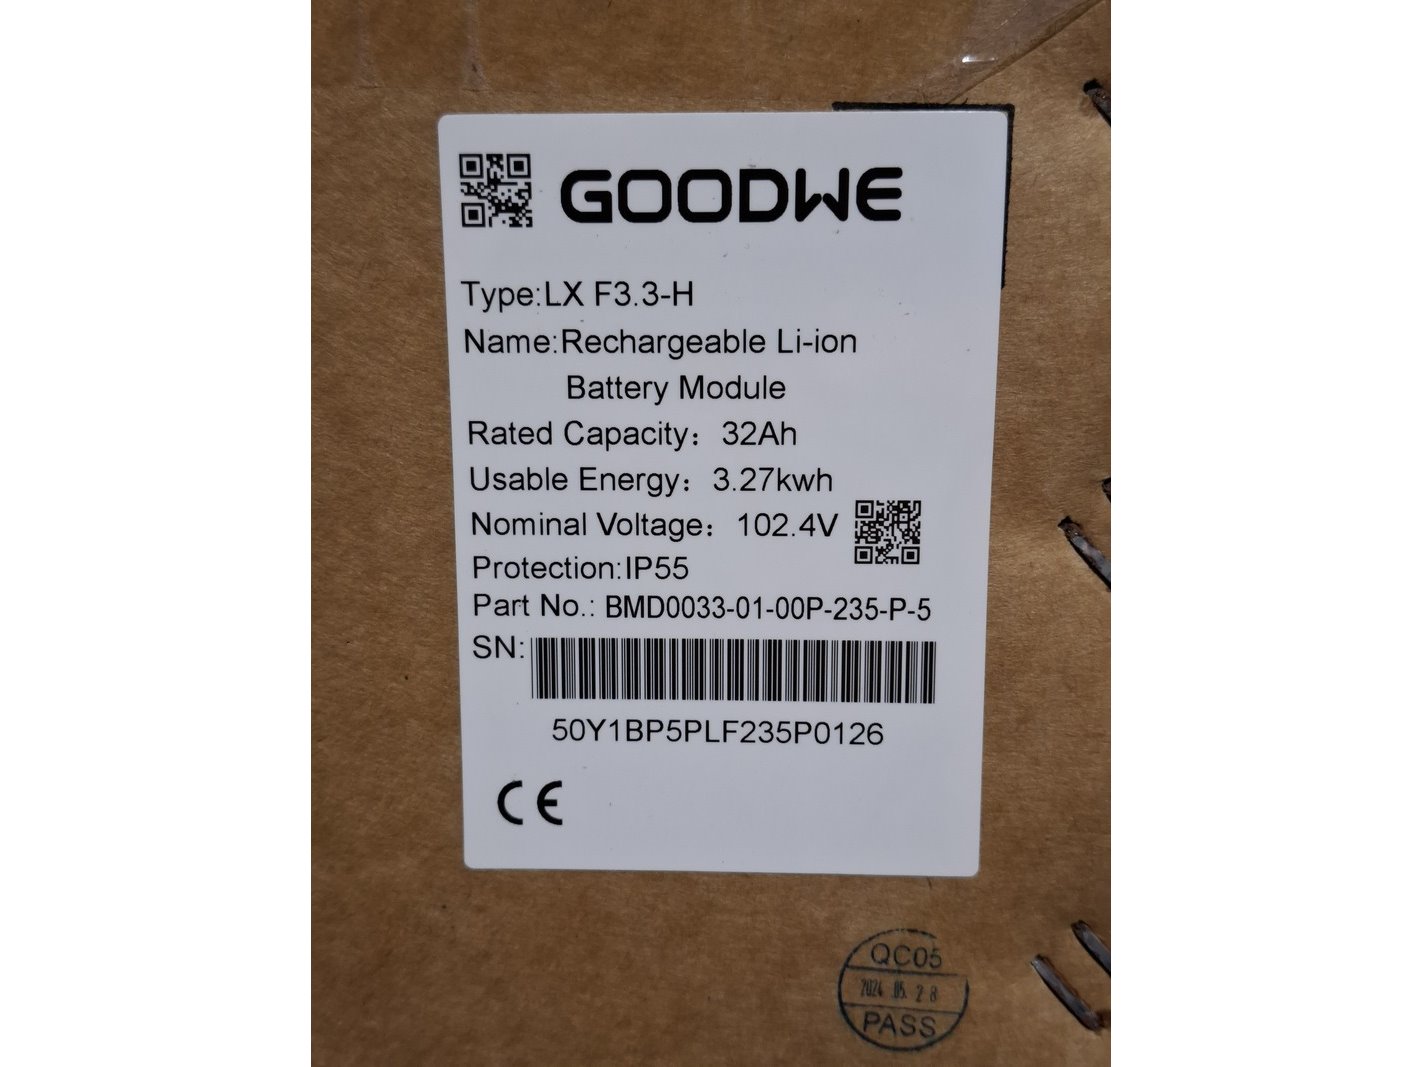 GOODWE
Type:LX F3.3-H
Name:Rechargeable Li-ion
Battery Module
Rated Capacity：32Ah
Usable Energy：3.27kwh
Nominal Voltage：102.4V
Protection:IP55
Part No.: BMD0033-01-00P-235-P-5
SN:
50Y1BP5PLF235P0126
CE
QC05
2024.05.28
PASS